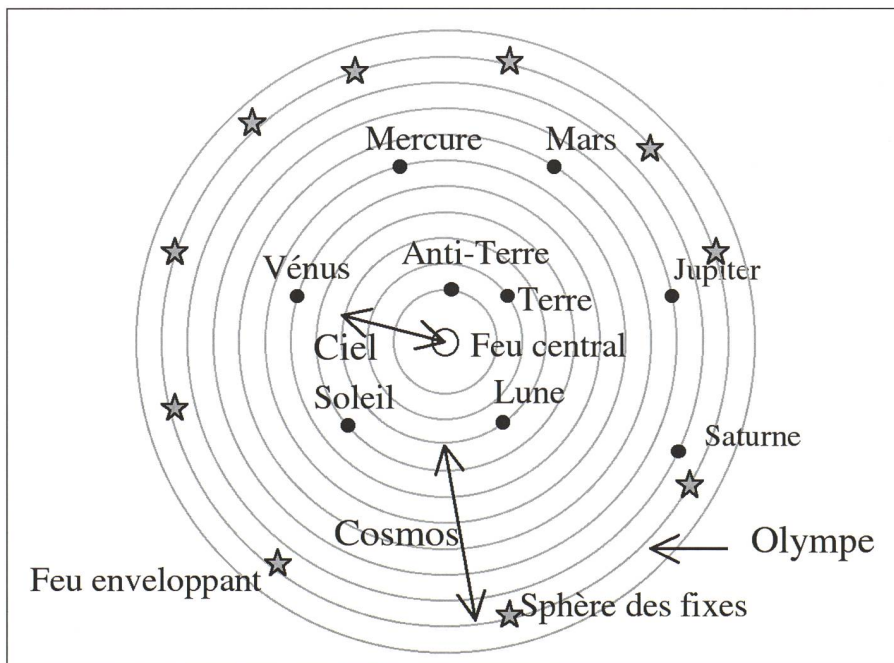 Mercure
Mars
Anti-Terre
Vénus
Jupiter
Terre
Ciel
Feu central
Soleil
Lune
Saturne
Cosmos
Olympe
Feu enveloppant
Sphère des fixes